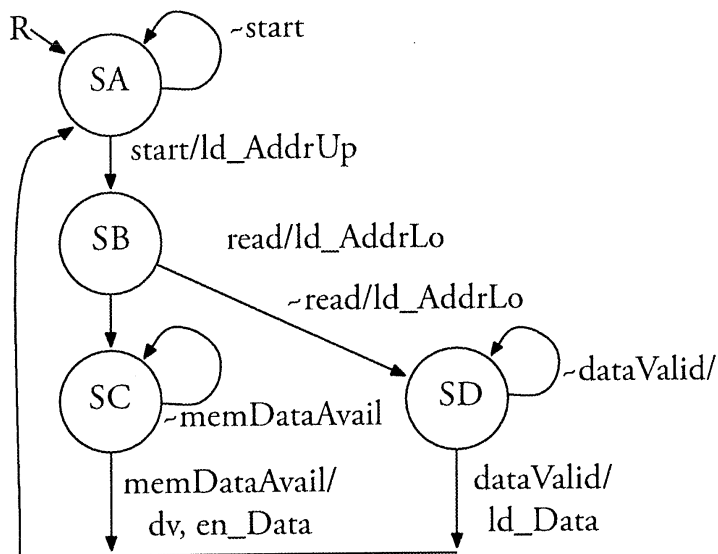 R
~start
SA
start/ld_AddrUp
SB
read/ld_AddrLo
~read/ld_AddrLo
SC
~memDataAvail
SD
~dataValid/
memDataAvail/
dv, en_Data
dataValid/
ld_Data